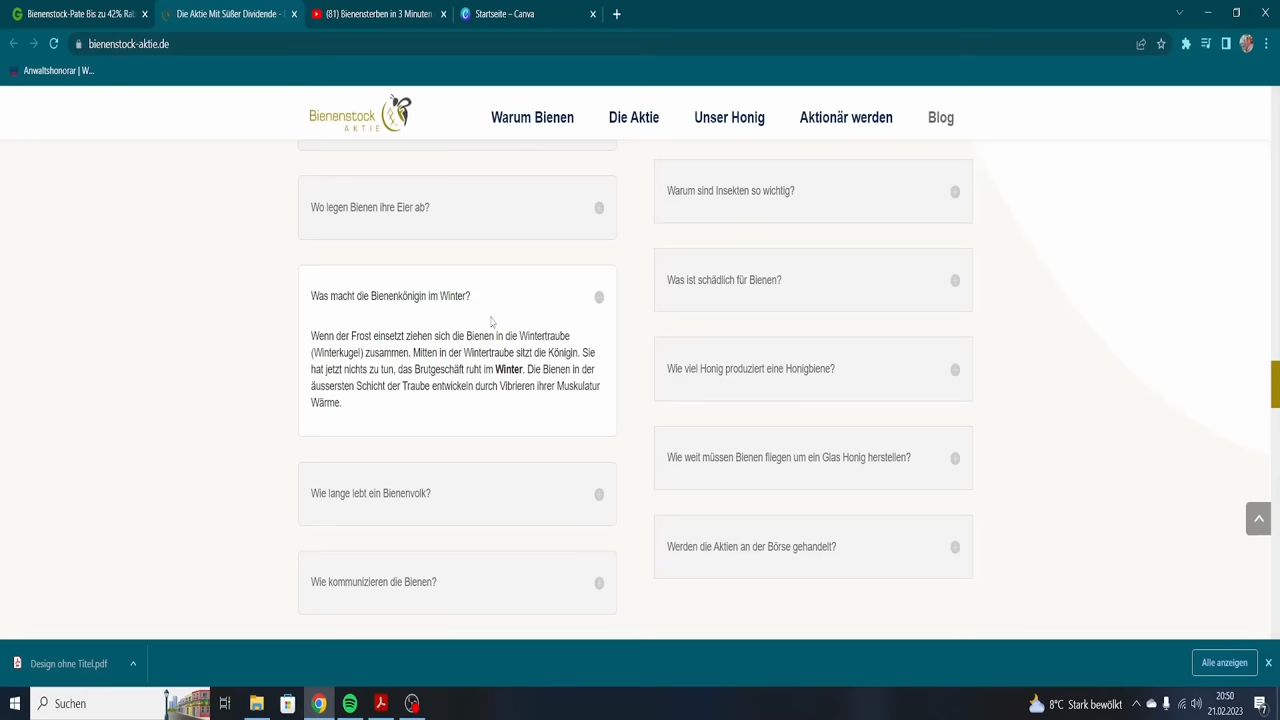 Bienenstock-Pate Bis zu 42% Rab
Die Aktie Mit Süßer Dividende -
(81) Bienensterben in 3 Minuten
Startseite – Canva
bienenstock-aktie.de
Anwaltshonorar | W...
Bienenstock
AKTIE
Warum Bienen
Die Aktie
Unser Honig
Aktionär werden
Blog
Wo legen Bienen ihre Eier ab?
Was macht die Bienenkönigin im Winter?
Wenn der Frost einsetzt ziehen sich die Bienen in die Wintertraube
(Winterkugel) zusammen. Mitten in der Wintertraube sitzt die Königin. Sie
hat jetzt nichts zu tun, das Brutgeschäft ruht im Winter. Die Bienen in der
äussersten Schicht der Traube entwickeln durch Vibrieren ihrer Muskulatur
Wärme.
Wie lange lebt ein Bienenvolk?
Wie kommunizieren die Bienen?
Warum sind Insekten so wichtig?
Was ist schädlich für Bienen?
Wie viel Honig produziert eine Honigbiene?
Wie weit müssen Bienen fliegen um ein Glas Honig herstellen?
Werden die Aktien an der Börse gehandelt?
Design ohne Titel.pdf
Alle anzeigen
Suchen
8°C Stark bewölkt
20:50
21.02.2023